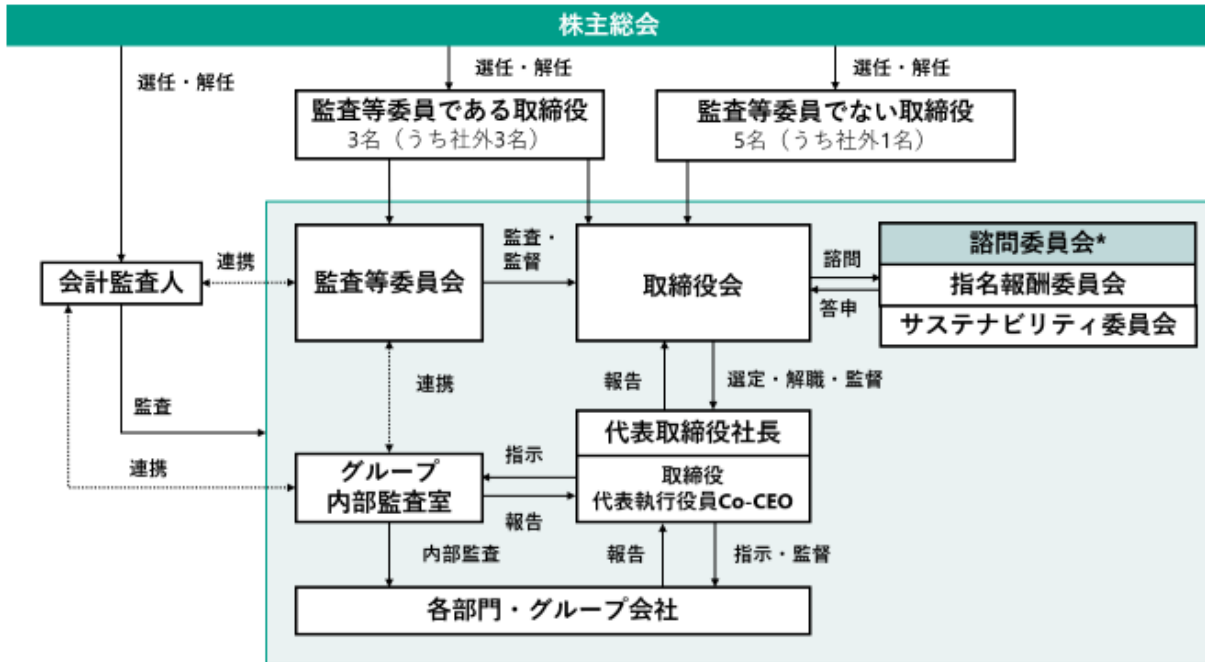 株主総会
選任・解任
選任・解任
選任・解任
監査等委員である取締役
3名（うち社外3名）
監査等委員でない取締役
5名（うち社外1名）
会計監査人
連携
監査等委員会
監査・
監督
取締役会
諮問
答申
諮問委員会*
指名報酬委員会
サステナビリティ委員会
監査
連携
連携
報告
選定・解職・監督
代表取締役社長
取締役
代表執行役員Co-CEO
グループ
内部監査室
指示
報告
内部監査
報告
指示・監督
各部門・グループ会社